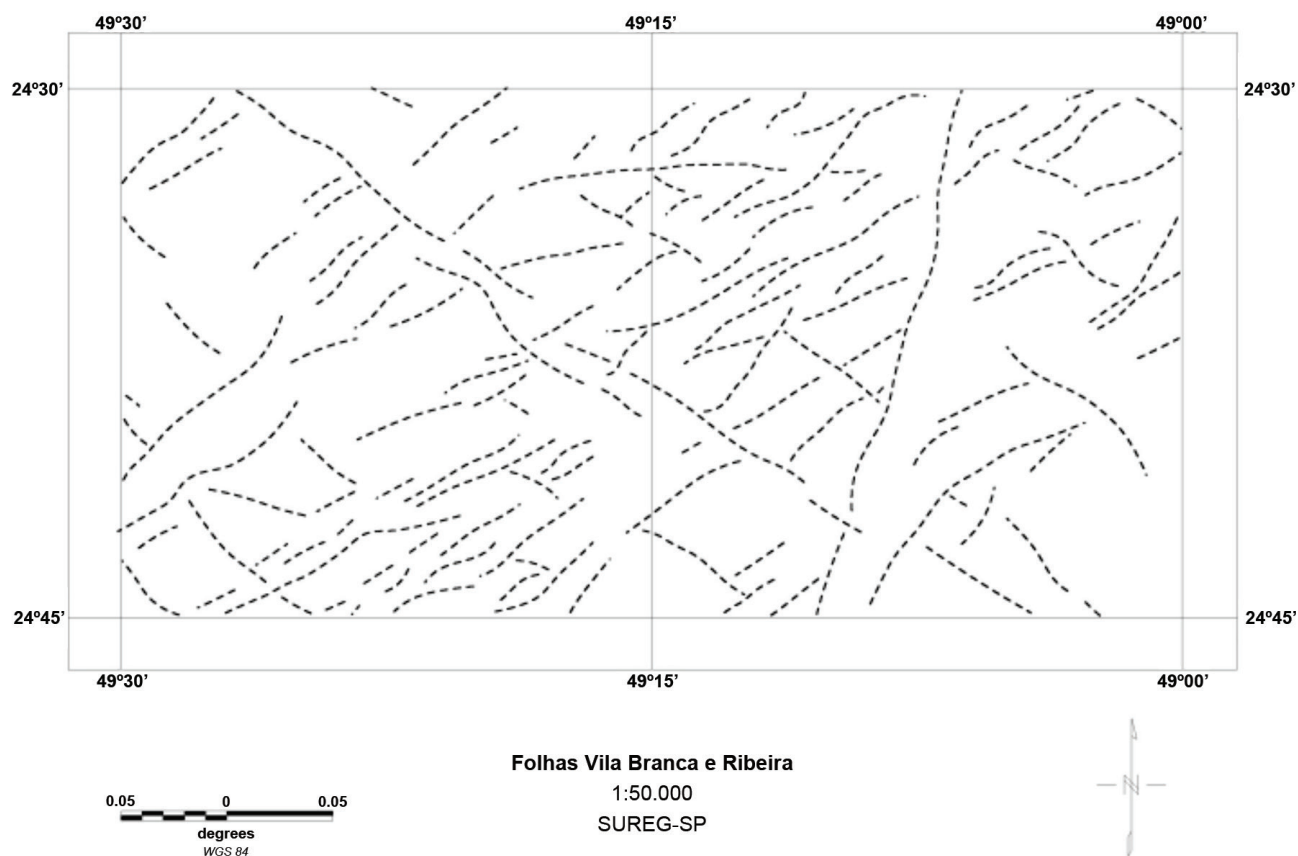 49º30’ 49º15’ 49º00’
24º30’ 24º30’
24º45’ 24º45’
49º30’ 49º15’ 49º00’
Folhas Vila Branca e Ribeira
1:50.000
SUREG-SP
0.05 0 0.05
degrees
WGS 84
N